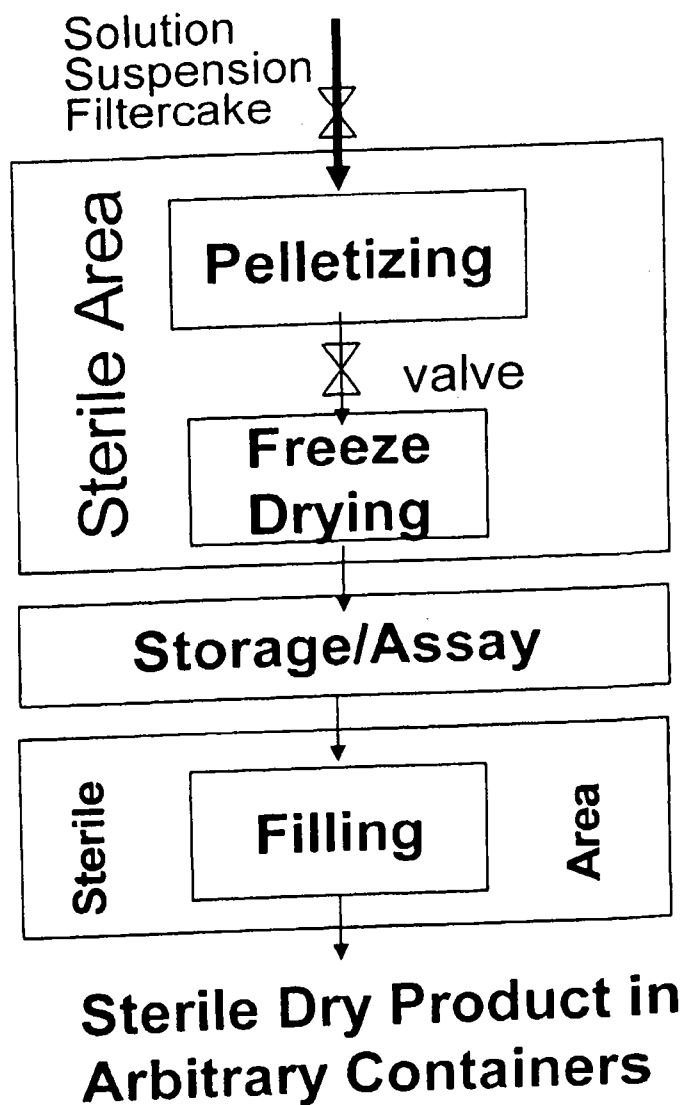 Solution
Suspension
Filtercake
Sterile Area
Pelletizing
valve
Freeze
Drying
Storage/Assay
Sterile
Filling
Area
Sterile Dry Product in
Arbitrary Containers